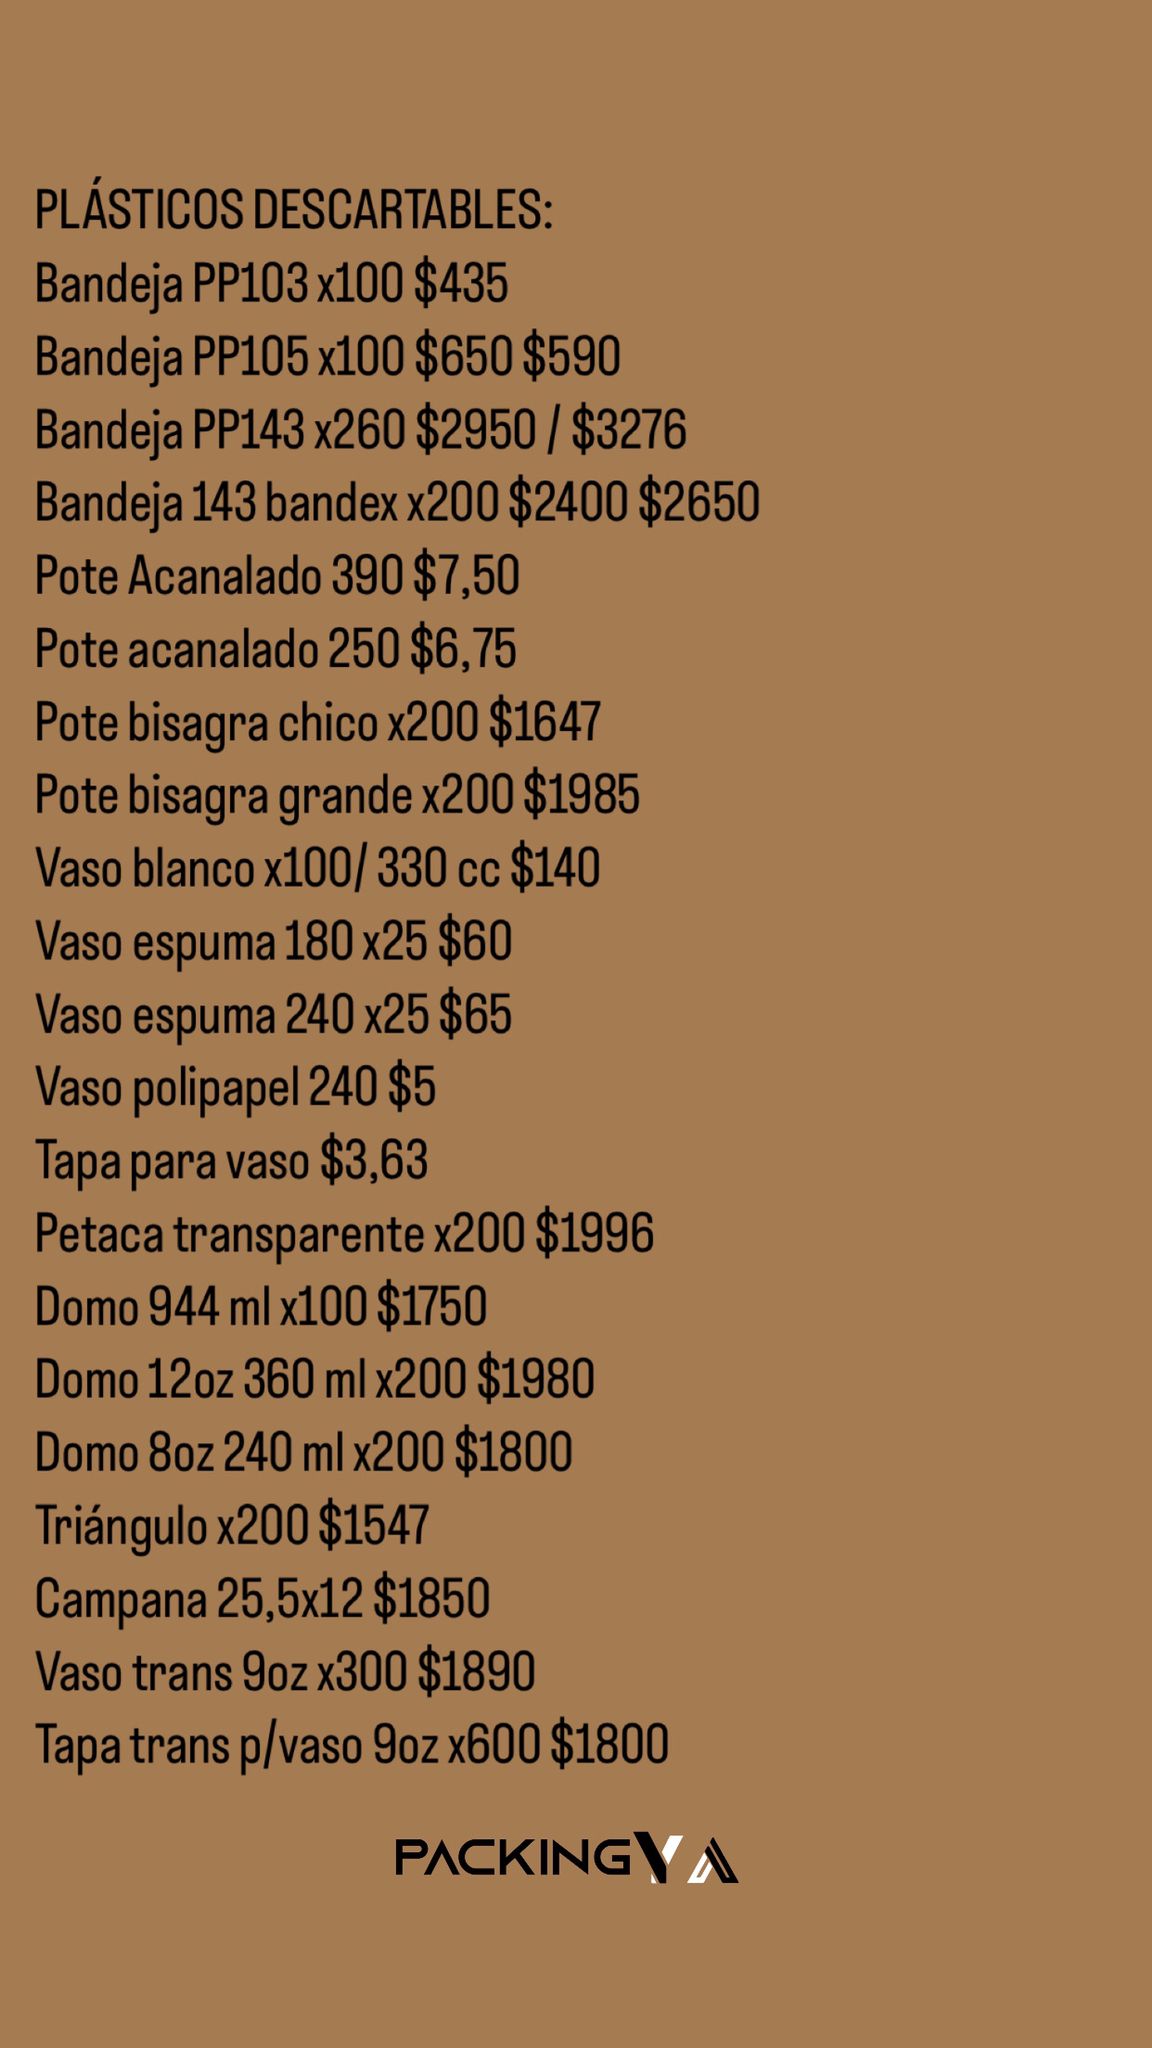 PLÁSTICOS DESCARTABLES:
Bandeja PP103 x100 $435
Bandeja PP105 x100 $650 $590
Bandeja PP143 x260 $2950 / $3276
Bandeja 143 bandex x200 $2400 $2650
Pote Acanalado 390 $7,50
Pote acanalado 250 $6,75
Pote bisagra chico x200 $1647
Pote bisagra grande x200 $1985
Vaso blanco x100/ 330 cc $140
Vaso espuma 180 x25 $60
Vaso espuma 240 x25 $65
Vaso polipapel 240 $5
Tapa para vaso $3,63
Petaca transparente x200 $1996
Domo 944 ml x100 $1750
Domo 12oz 360 ml x200 $1980
Domo 8oz 240 ml x200 $1800
Triángulo x200 $1547
Campana 25,5x12 $1850
Vaso trans 9oz x300 $1890
Tapa trans p/vaso 9oz x600 $1800
PACKINGYA